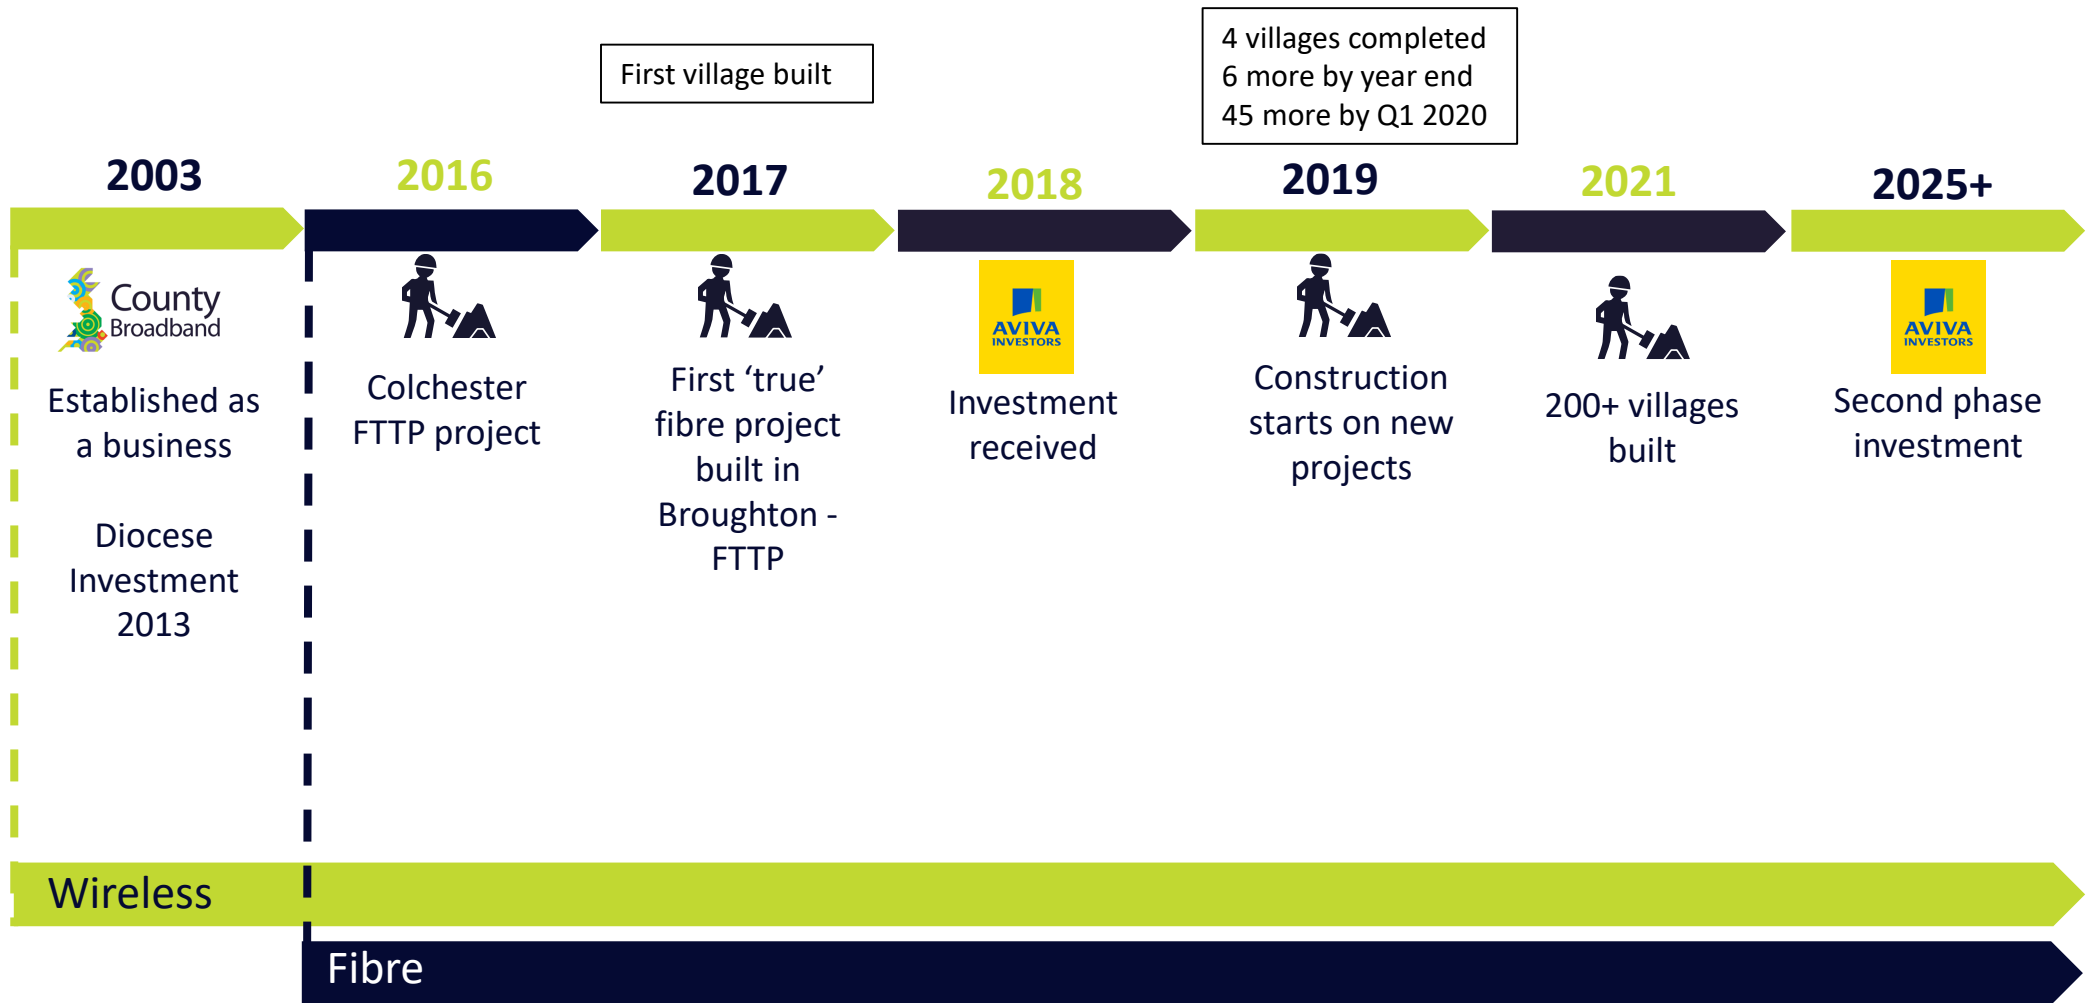 First village built
4 villages completed
6 more by year end
45 more by Q1 2020
2003
2016
2017
2018
2019
2021
2025+
County
Broadband
Established as
a business
Diocese
Investment
2013
Colchester
FTTP project
First ‘true’
fibre project
built in
Broughton -
FTTP
AVIVA
INVESTORS
Investment
received
Construction
starts on new
projects
200+ villages
built
AVIVA
INVESTORS
Second phase
investment
Wireless
Fibre